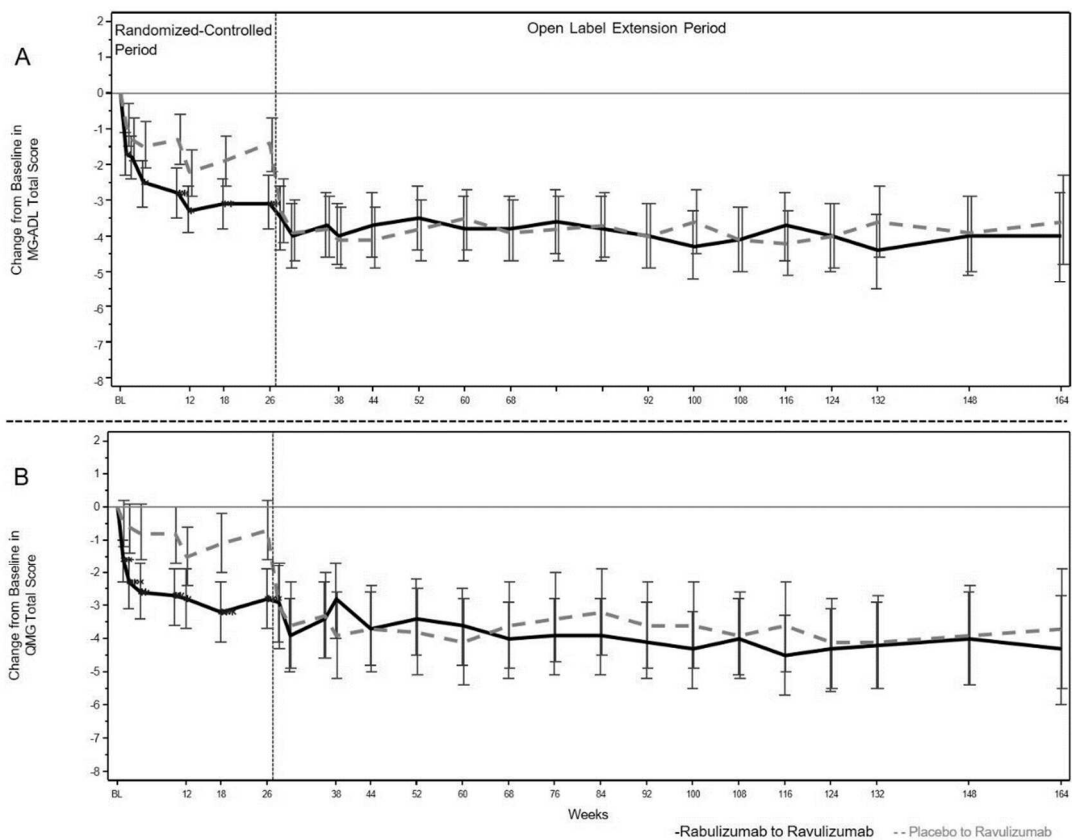 Randomized-Controlled
Period
Open Label Extension Period
A
Change from Baseline in
MG-ADL Total Score
2
1
0
-1
-2
-3
-4
-5
-6
-7
-8
BL 12 18 26 38 44 52 60 68 92 100 108 116 124 132 148 164
B
Change from Baseline in
QMG Total Score
2
1
0
-1
-2
-3
-4
-5
-6
-7
-8
BL 12 18 26 38 44 52 60 68 76 84 92 100 108 116 124 132 148 164
Weeks
-Rabulizumab to Ravulizumab -- Placebo to Ravulizumab